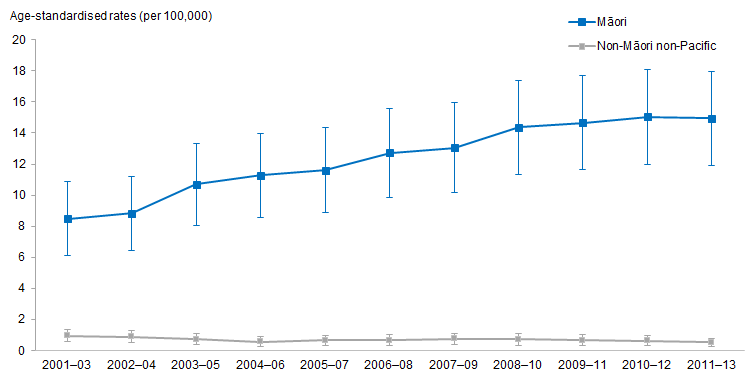 Age-standardised rates (per 100,000)
Māori
Non-Māori non-Pacific
20
18
16
14
12
10
8
6
4
2
0
2001–03 2002–04 2003–05 2004–06 2005–07 2006–08 2007–09 2008–10 2009–11 2010–12 2011–13